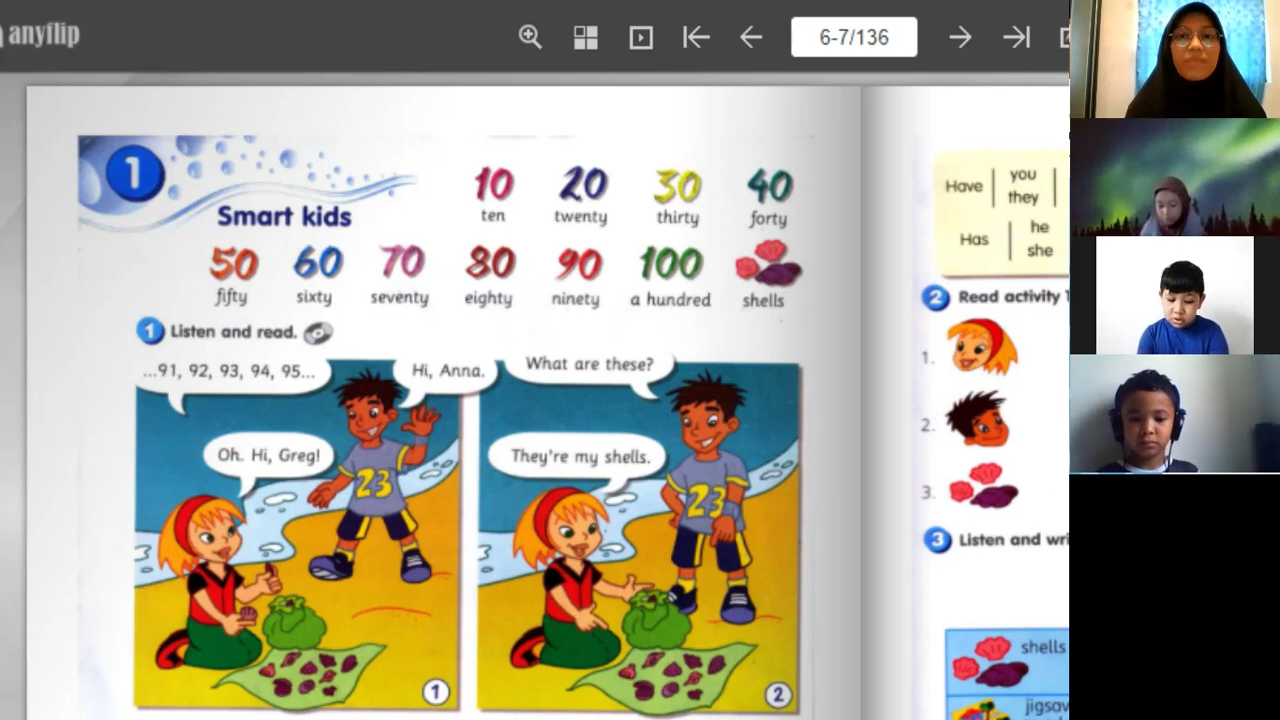 anyflip
6-7/136
1
Smart kids
10 20 30 40
ten twenty thirty forty
50 60 70 80 90 100
fifty sixty seventy eighty ninety a hundred shells
1 Listen and read.
...91, 92, 93, 94, 95...
Hi, Anna.
Oh. Hi, Greg!
23
1
What are these?
They're my shells.
23
2
Have you
they
Has he
she
2 Read activity
1.
2.
3.
3 Listen and
shells